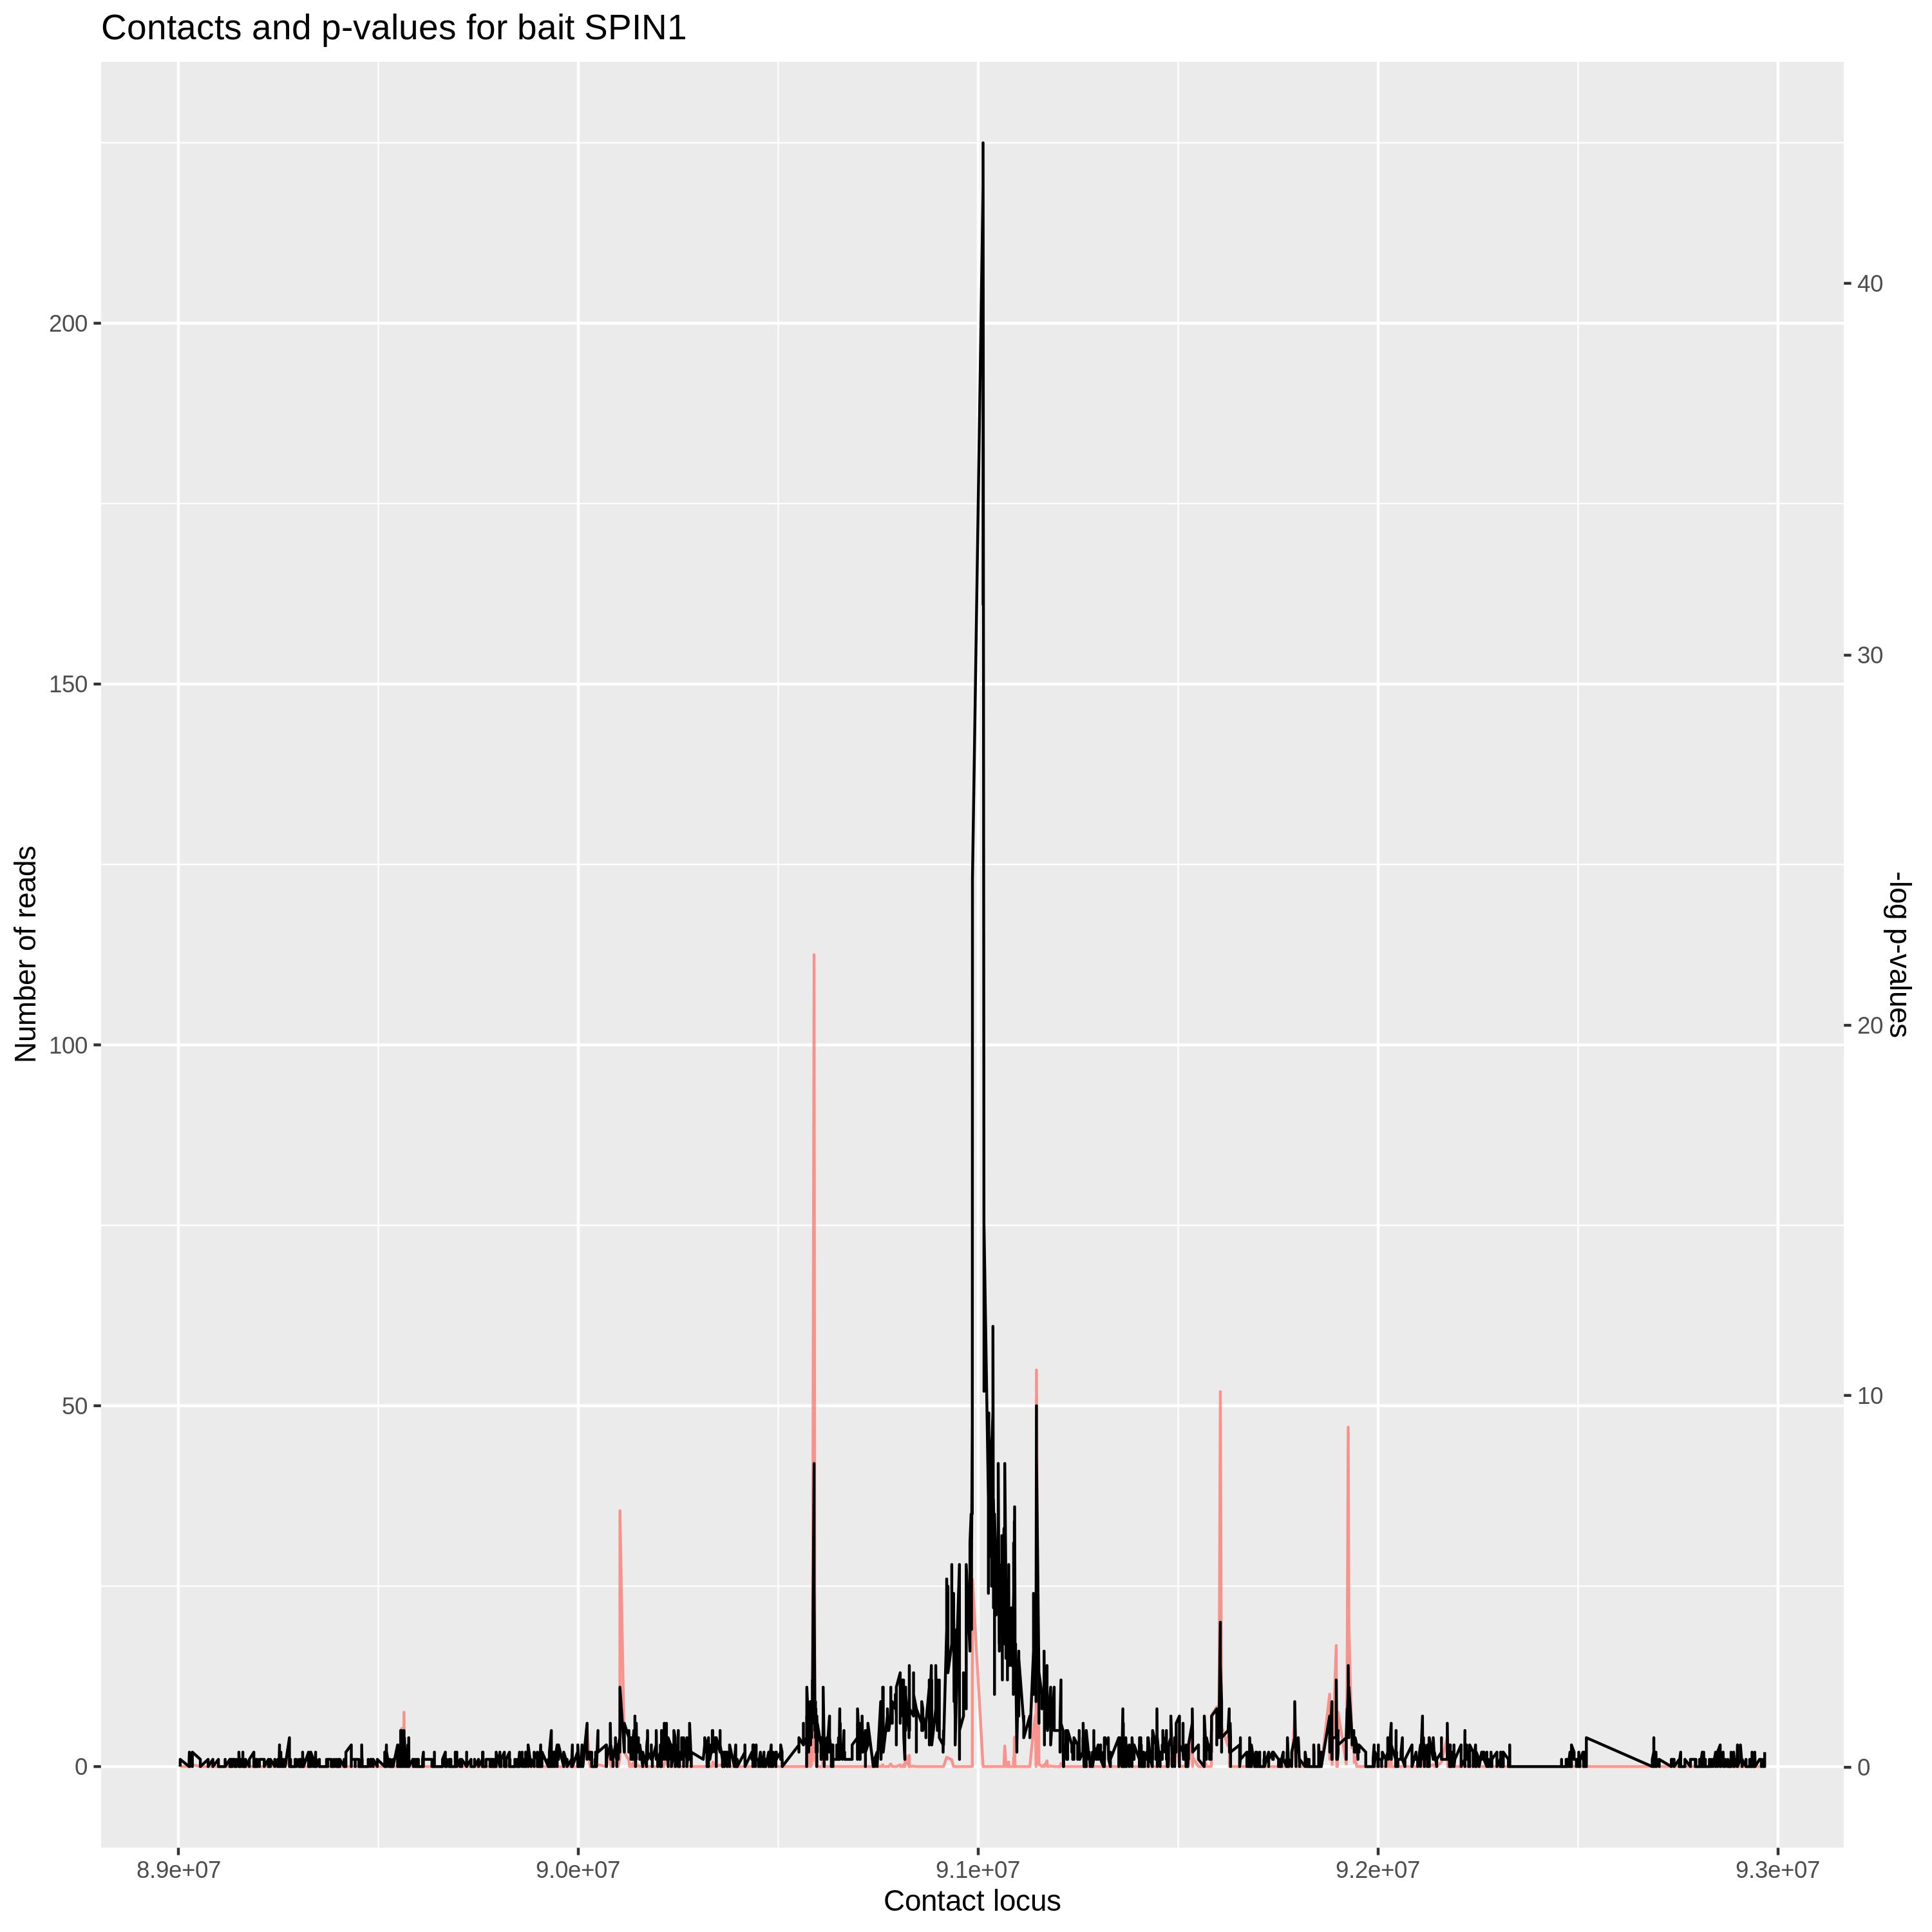 Contacts and p-values for bait SPIN1
Number of reads
200
150
100
50
0
40
30
20
10
0
-log p-values
8.9e+07 9.0e+07 9.1e+07 9.2e+07 9.3e+07
Contact locus